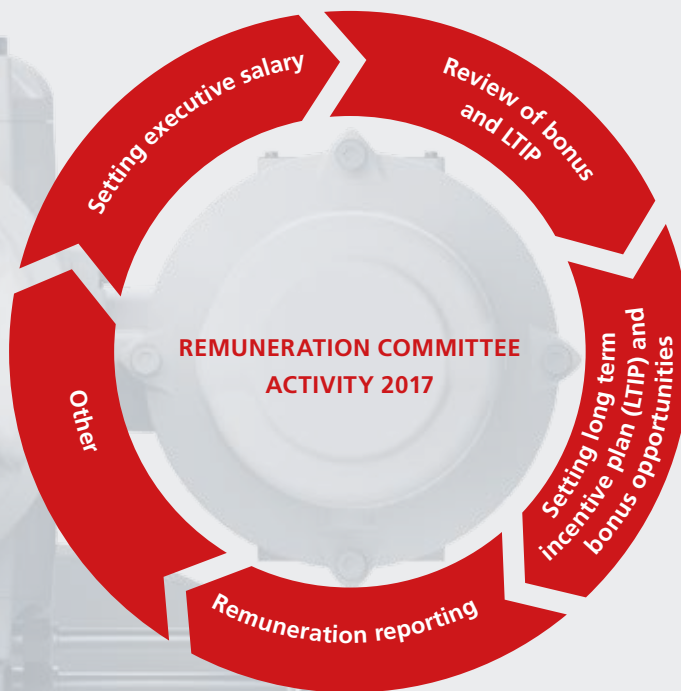 REMUNERATION COMMITTEE
ACTIVITY 2017
Setting executive salary
Review of bonus
and LTIP
Setting long term
incentive plan (LTIP) and
bonus opportunities
Remuneration reporting
Other